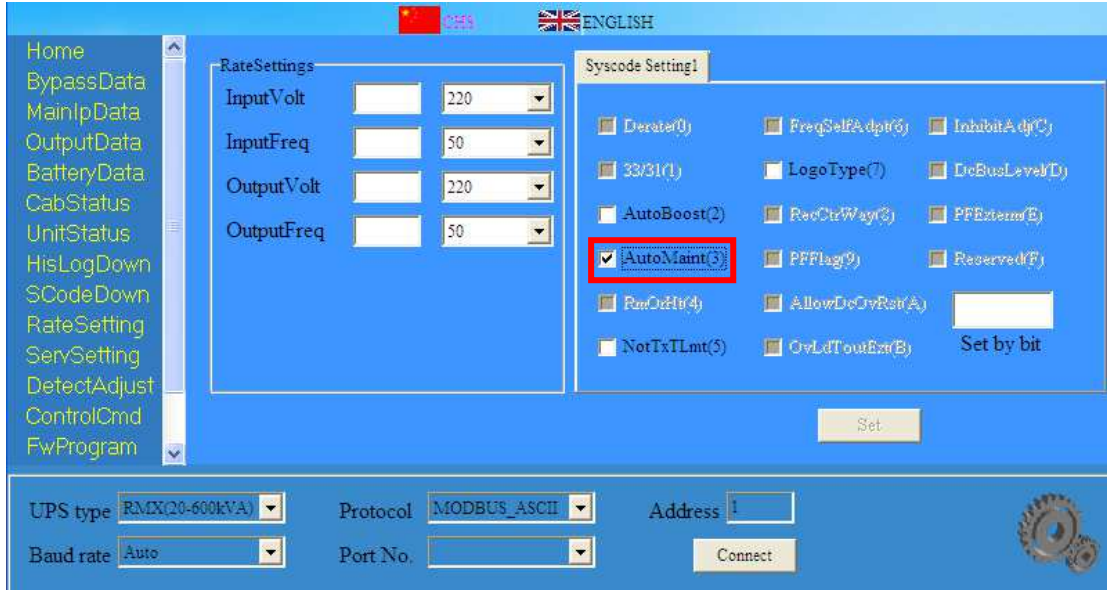 CHS ENGLISH
Home
BypassData
MainIpData
OutputData
BatteryData
CabStatus
UnitStatus
HisLogDown
SCodeDown
RateSetting
ServSetting
DetectAdjust
ControlCmd
FwProgram
RateSettings
InputVolt 220
InputFreq 50
OutputVolt 220
OutputFreq 50
Syscode Setting1
Derate(0) FreqSelfAdpt(6) InhibitAdj(C)
33/31(1) LogoType(7) DcBusLevel(D)
AutoBoost(2) RecCtrWay(8) PFExterm(E)
AutoMaint(3) PFFlag(9) Reserved(F)
RmOrHt(4) AllowDcOvRst(A)
NotTxTLmt(5) OvLdToutExt(B) Set by bit
Set
UPS type RMX(20-600kVA) Protocol MODBUS_ASCII Address 1
Baud rate Auto Port No. Connect